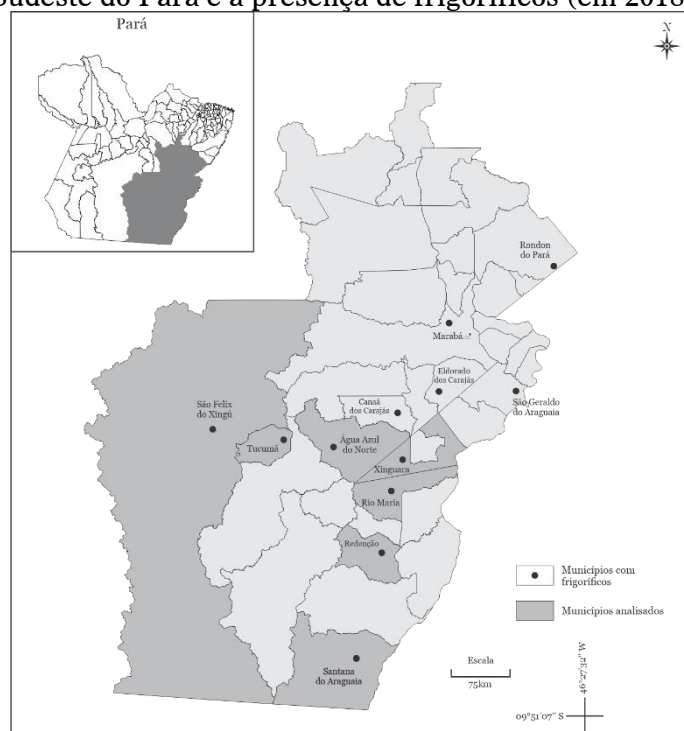 Sudeste do Pará e a presença de frigoríficos (em 2018
Pará
N
Rondon
do Pará
Marabá
Eldorado
dos Carajás
Canaã
dos Carajás
São Geraldo
do Araguaia
São Felix
do Xingú
Tucumã
Água Azul
do Norte
Xinguara
Rio Maria
Redenção
Municípios com
frigoríficos
Municípios analisados
Santana
do Araguaia
Escala
75km
46°27'32" W
09°51'07" S